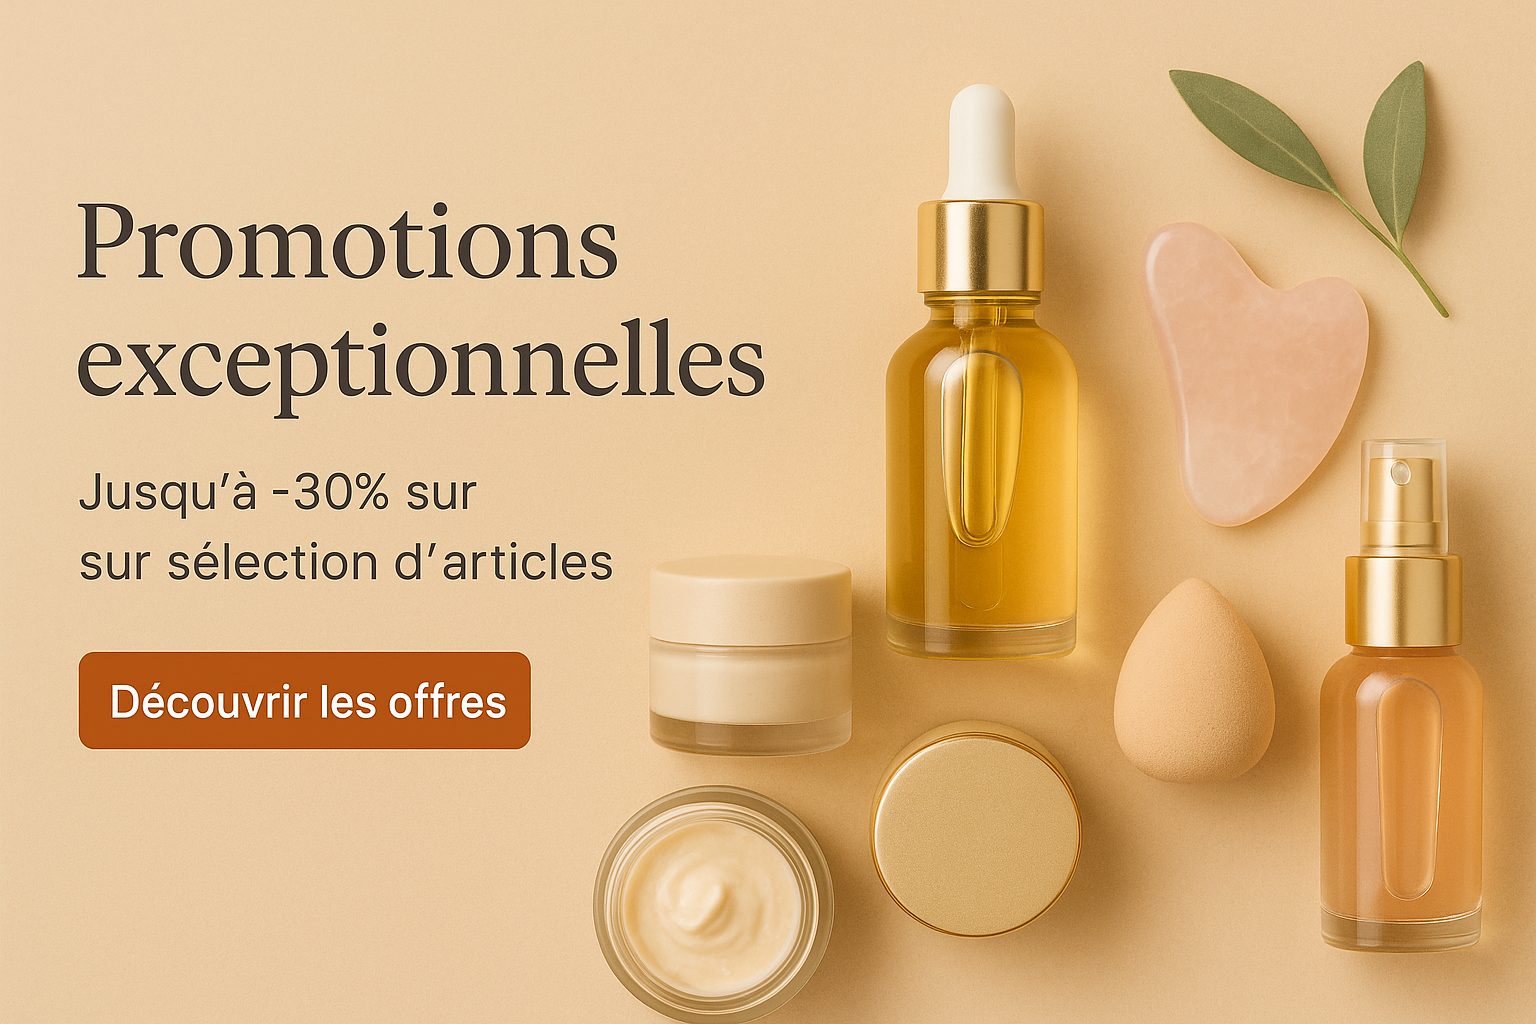 Promotions
exceptionnelles
Jusqu’à -30% sur
sur sélection d’articles
Découvrir les offres